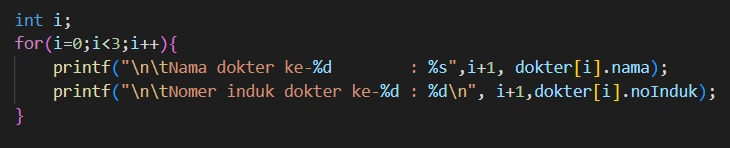 int i;
for(i=0;i<3;i++){
    printf("\n\tNama dokter ke-%d        : %s",i+1, dokter[i].nama);
    printf("\n\tNomer induk dokter ke-%d : %d\n", i+1,dokter[i].noInduk);
}